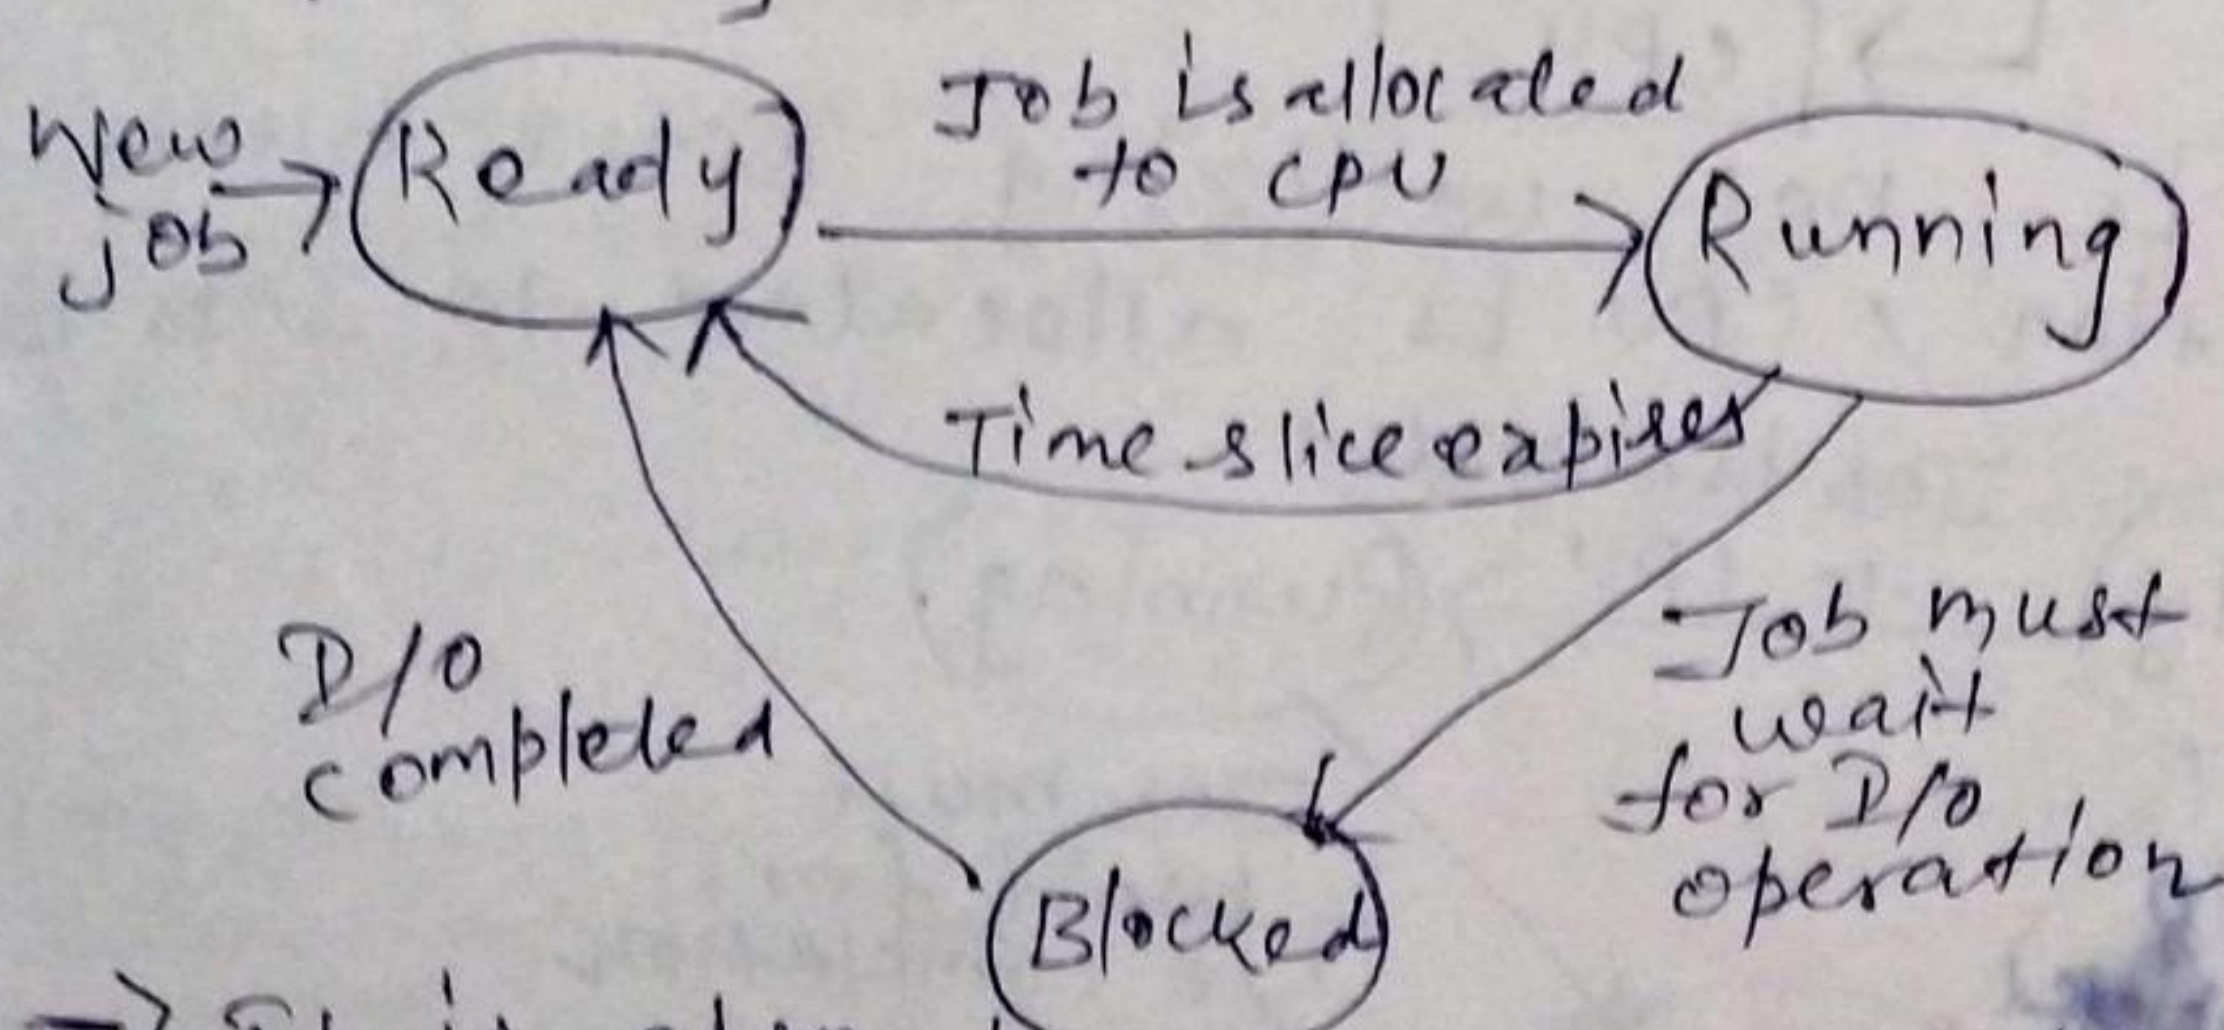 New
job
Ready
Job is allocated
to CPU
Running
Time slice expires
I/O
completed
Job must
wait
for I/O
operation
Blocked
→